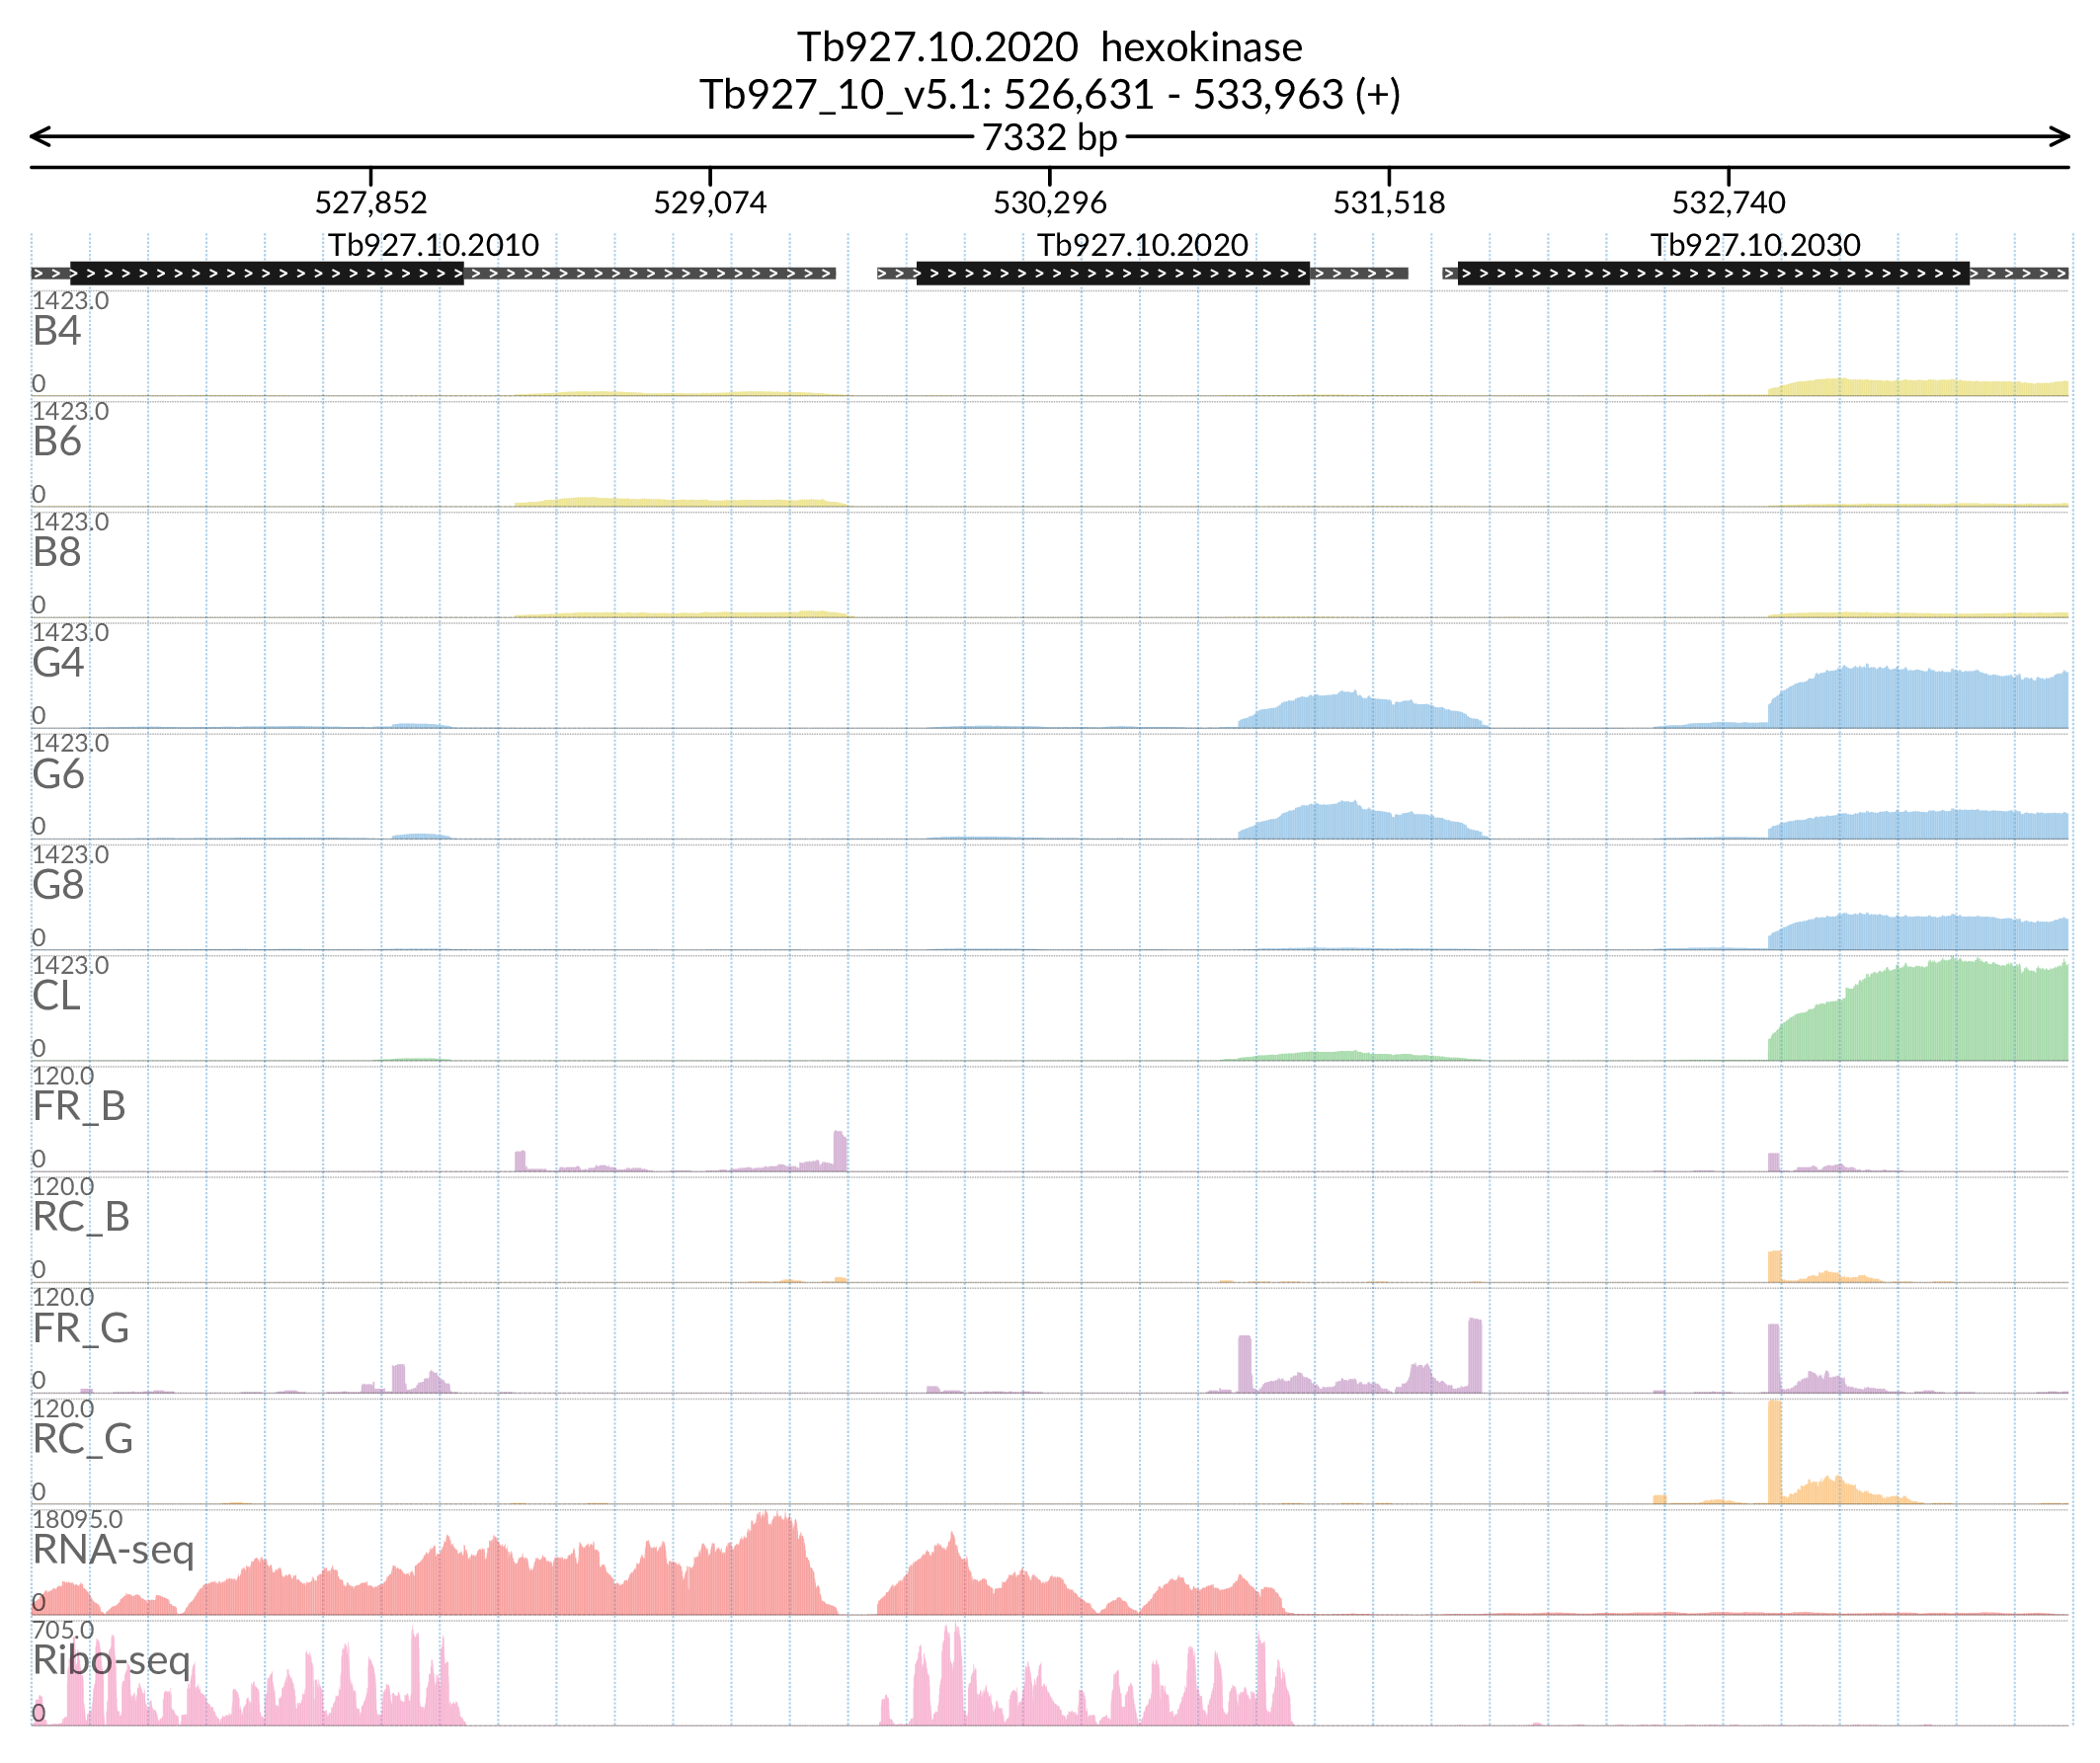 Tb927.10.2020 hexokinase
Tb927_10_v5.1: 526,631 - 533,963 (+)
7332 bp
527,852 529,074 530,296 531,518 532,740
Tb927.10.2010 Tb927.10.2020 Tb927.10.2030
1423.0
B4
0
1423.0
B6
0
1423.0
B8
0
1423.0
G4
0
1423.0
G6
0
1423.0
G8
0
1423.0
CL
0
120.0
FR_B
0
120.0
RC_B
0
120.0
FR_G
0
120.0
RC_G
0
18095.0
RNA-seq
0
705.0
Ribo-seq
0